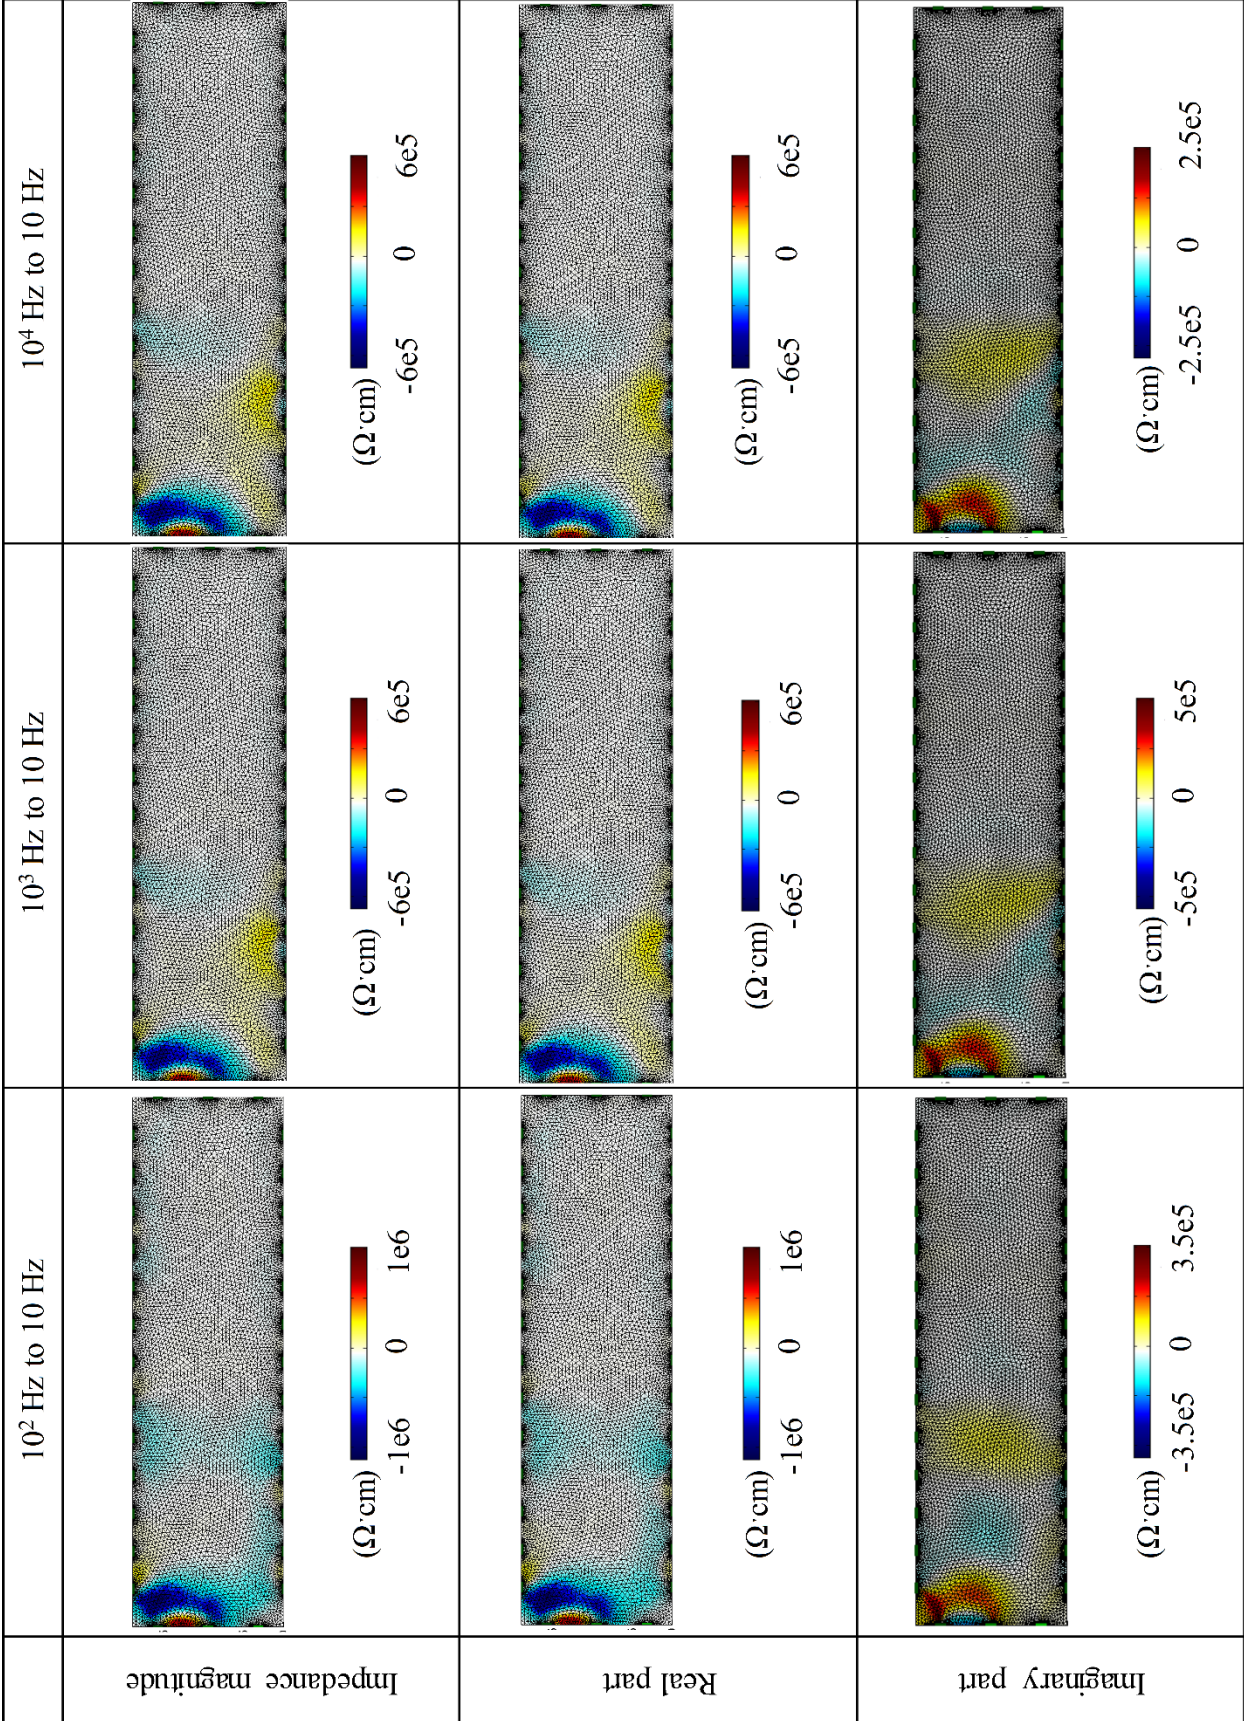 10² Hz to 10 Hz
10³ Hz to 10 Hz
10⁴ Hz to 10 Hz
Impedance magnitude
(Ω·cm)
-1e6 0 1e6
(Ω·cm)
-6e5 0 6e5
(Ω·cm)
-6e5 0 6e5
Real part
(Ω·cm)
-1e6 0 1e6
(Ω·cm)
-6e5 0 6e5
(Ω·cm)
-6e5 0 6e5
Imaginary part
(Ω·cm)
-3.5e5 0 3.5e5
(Ω·cm)
-5e5 0 5e5
(Ω·cm)
-2.5e5 0 2.5e5